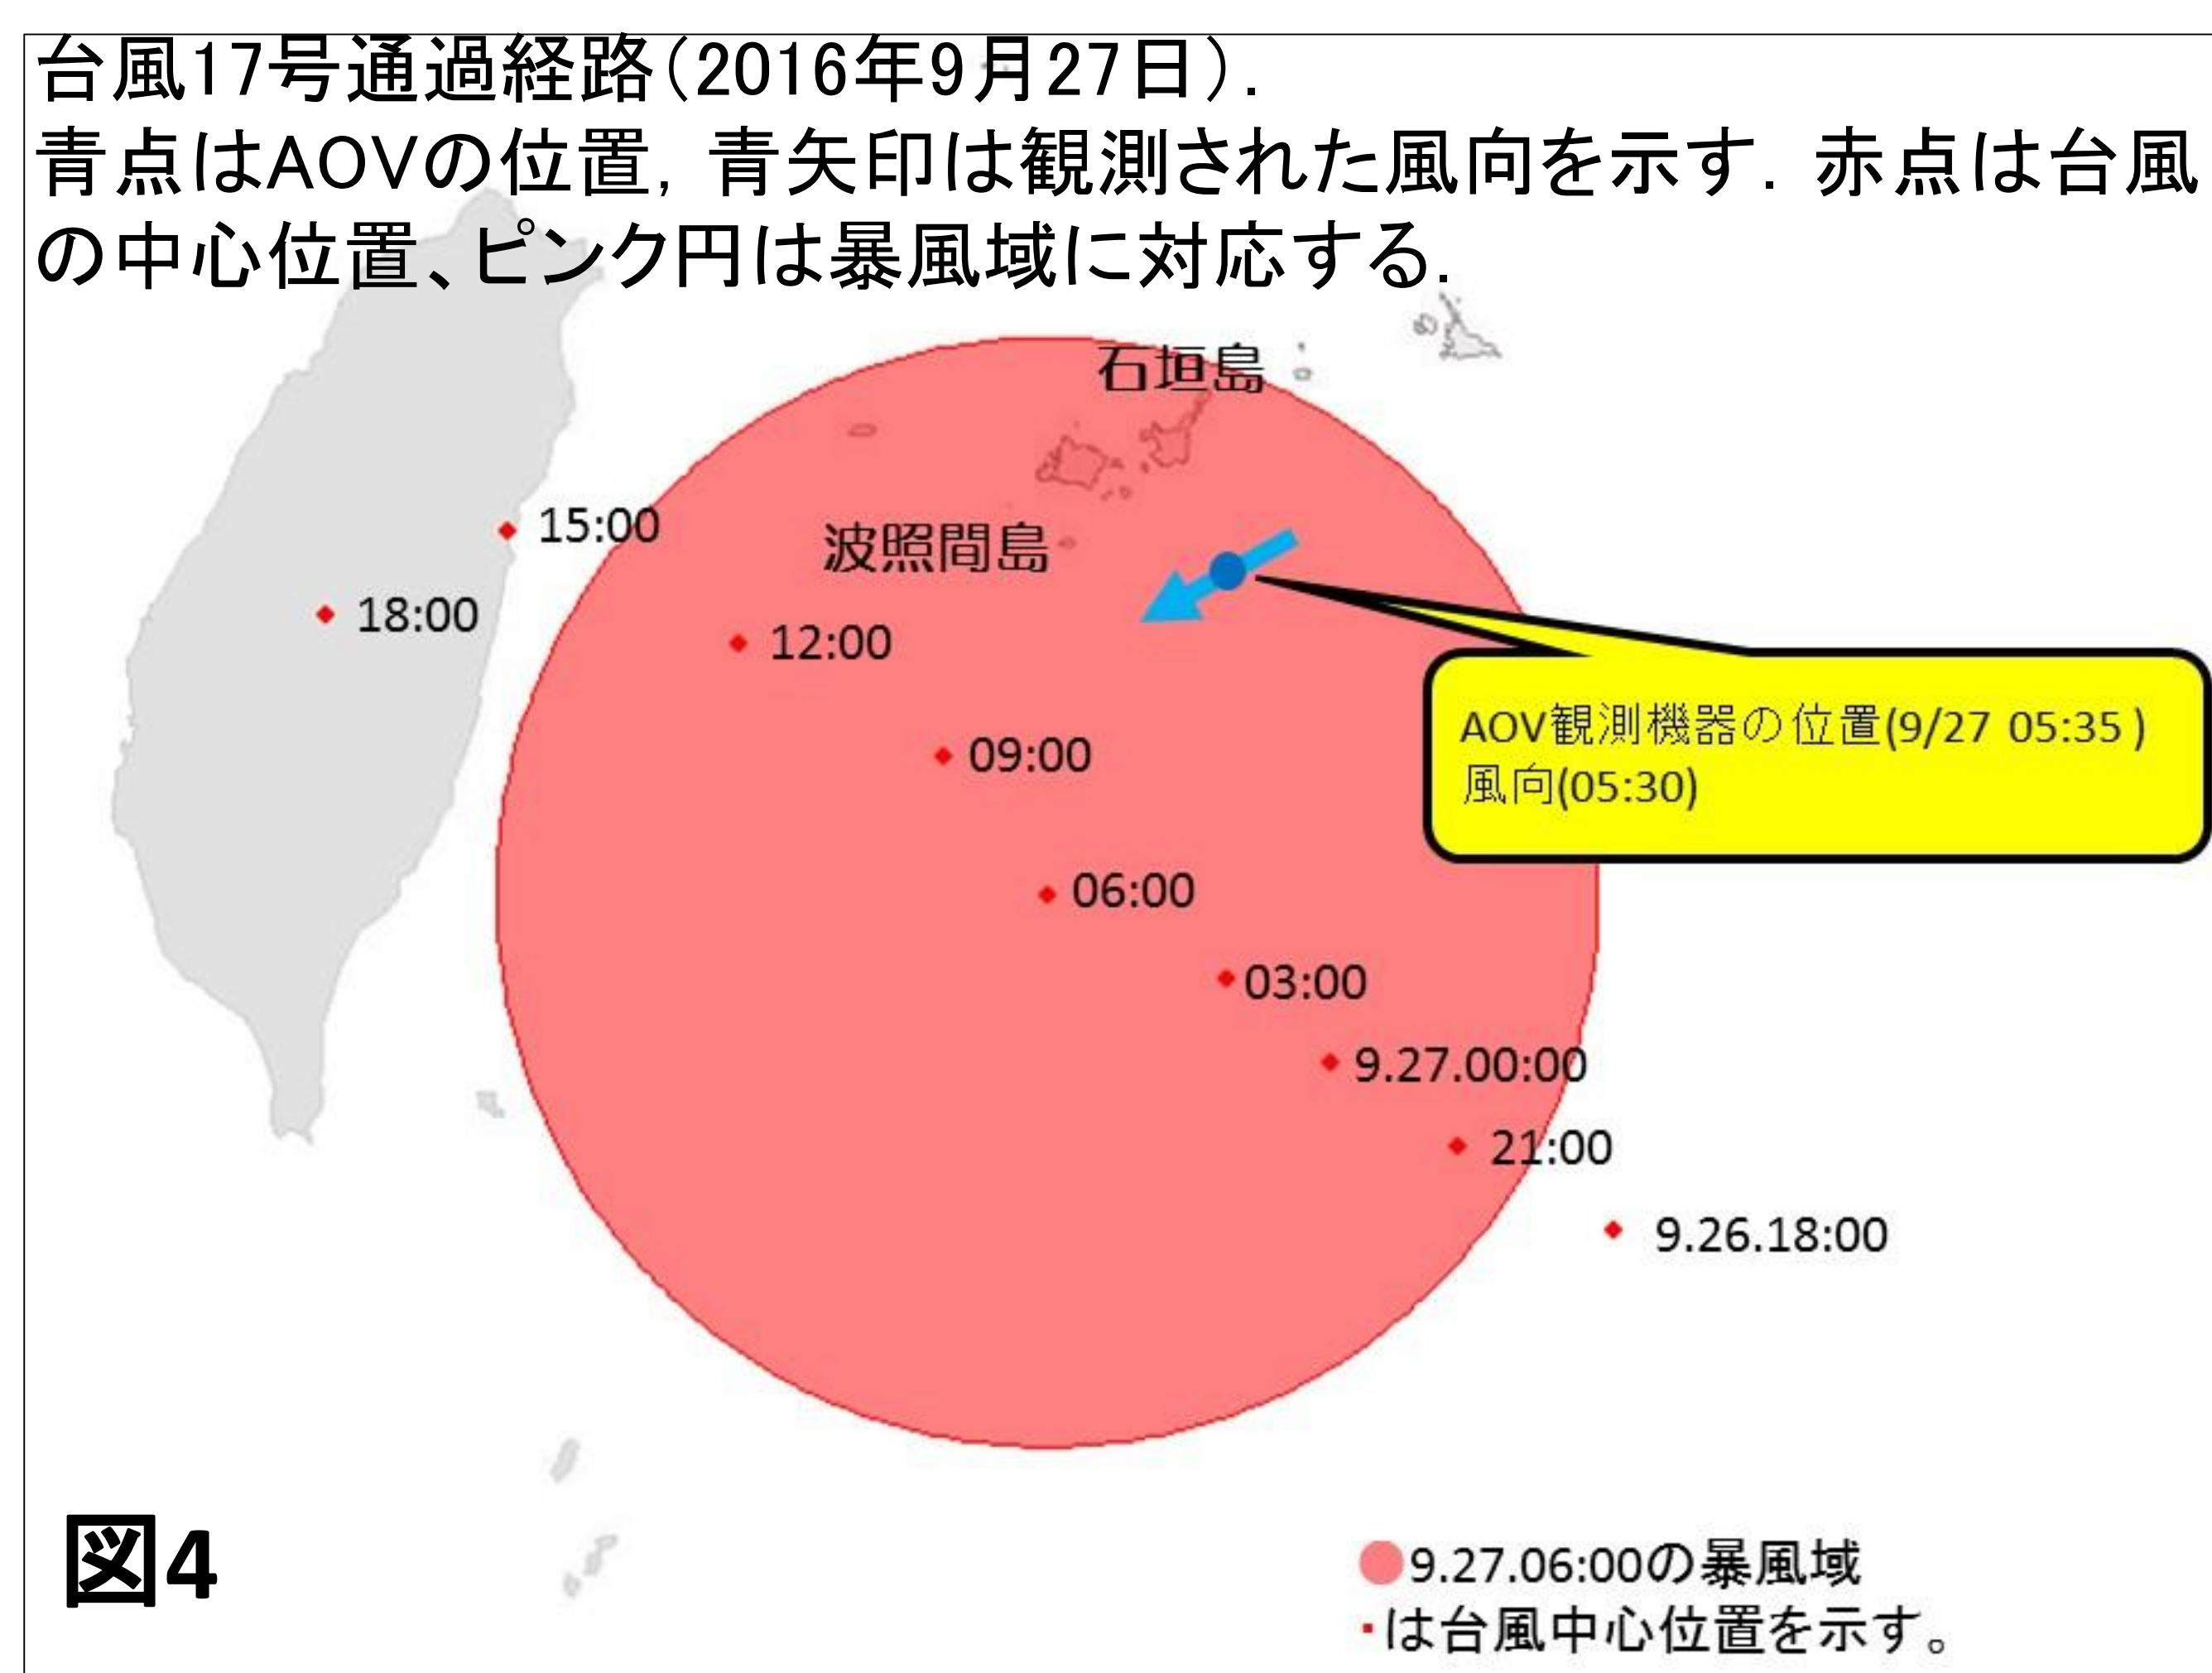 台風17号通過経路(2016年9月27日).
青点はAOVの位置, 青矢印は観測された風向を示す. 赤点は台風
の中心位置、ピンク円は暴風域に対応する.
石垣島
15:00
波照間島
18:00
12:00
AOV観測機器の位置(9/27 05:35 )
風向(05:30)
09:00
06:00
03:00
9.27.00:00
21:00
9.26.18:00
図4
9.27.06:00の暴風域
・は台風中心位置を示す。